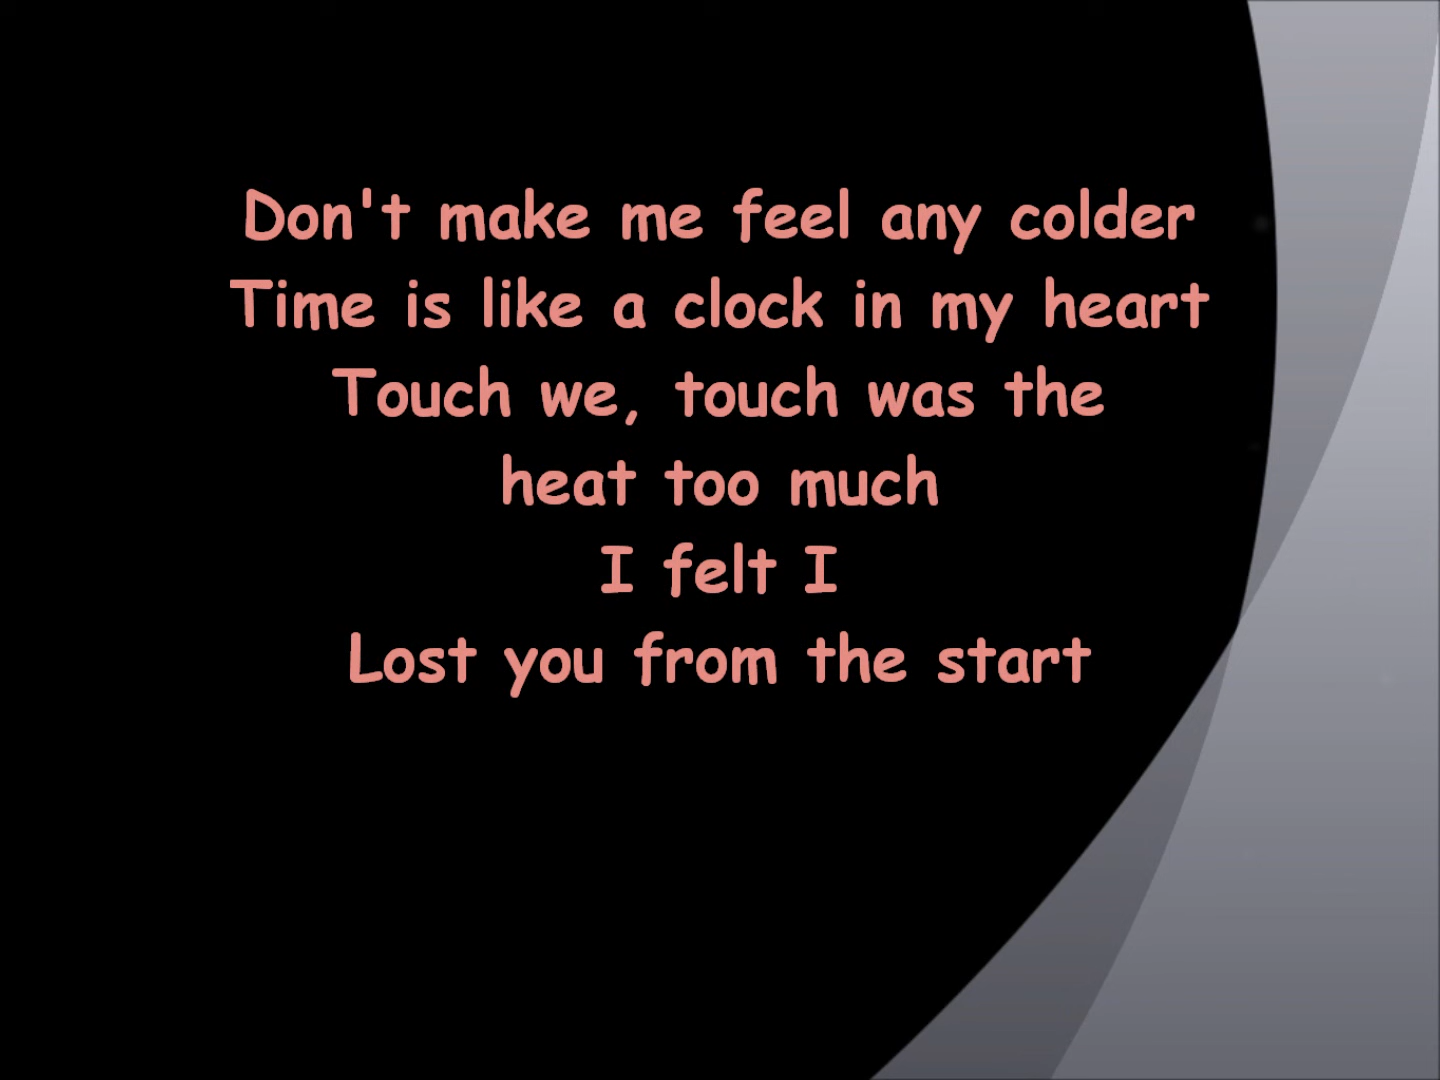 Don't make me feel any colder
Time is like a clock in my heart
Touch we, touch was the
heat too much
I felt I
Lost you from the start